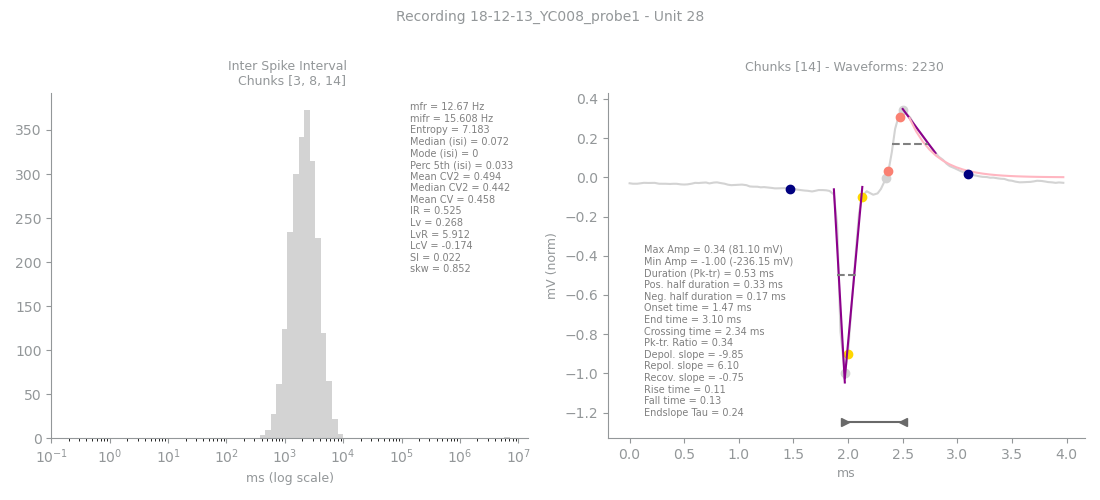 Recording 18-12-13_YC008_probe1 - Unit 28
Inter Spike Interval
Chunks [3, 8, 14]
350
300
250
200
150
100
50
0
mfr = 12.67 Hz
mifr = 15.608 Hz
Entropy = 7.183
Median (isi) = 0.072
Mode (isi) = 0
Perc 5th (isi) = 0.033
Mean CV2 = 0.494
Median CV2 = 0.442
Mean CV = 0.458
IR = 0.525
Lv = 0.268
LvR = 5.912
LcV = -0.174
SI = 0.022
skw = 0.852
10⁻¹ 10⁰ 10¹ 10² 10³ 10⁴ 10⁵ 10⁶ 10⁷
ms (log scale)
Chunks [14] - Waveforms: 2230
0.4
0.2
0.0
−0.2
−0.4
−0.6
−0.8
−1.0
−1.2
mV (norm)
Max Amp = 0.34 (81.10 mV)
Min Amp = -1.00 (-236.15 mV)
Duration (Pk-tr) = 0.53 ms
Pos. half duration = 0.33 ms
Neg. half duration = 0.17 ms
Onset time = 1.47 ms
End time = 3.10 ms
Crossing time = 2.34 ms
Pk-tr. Ratio = 0.34
Depol. slope = -9.85
Repol. slope = 6.10
Recov. slope = -0.75
Rise time = 0.11
Fall time = 0.13
Endslope Tau = 0.24
0.0 0.5 1.0 1.5 2.0 2.5 3.0 3.5 4.0
ms